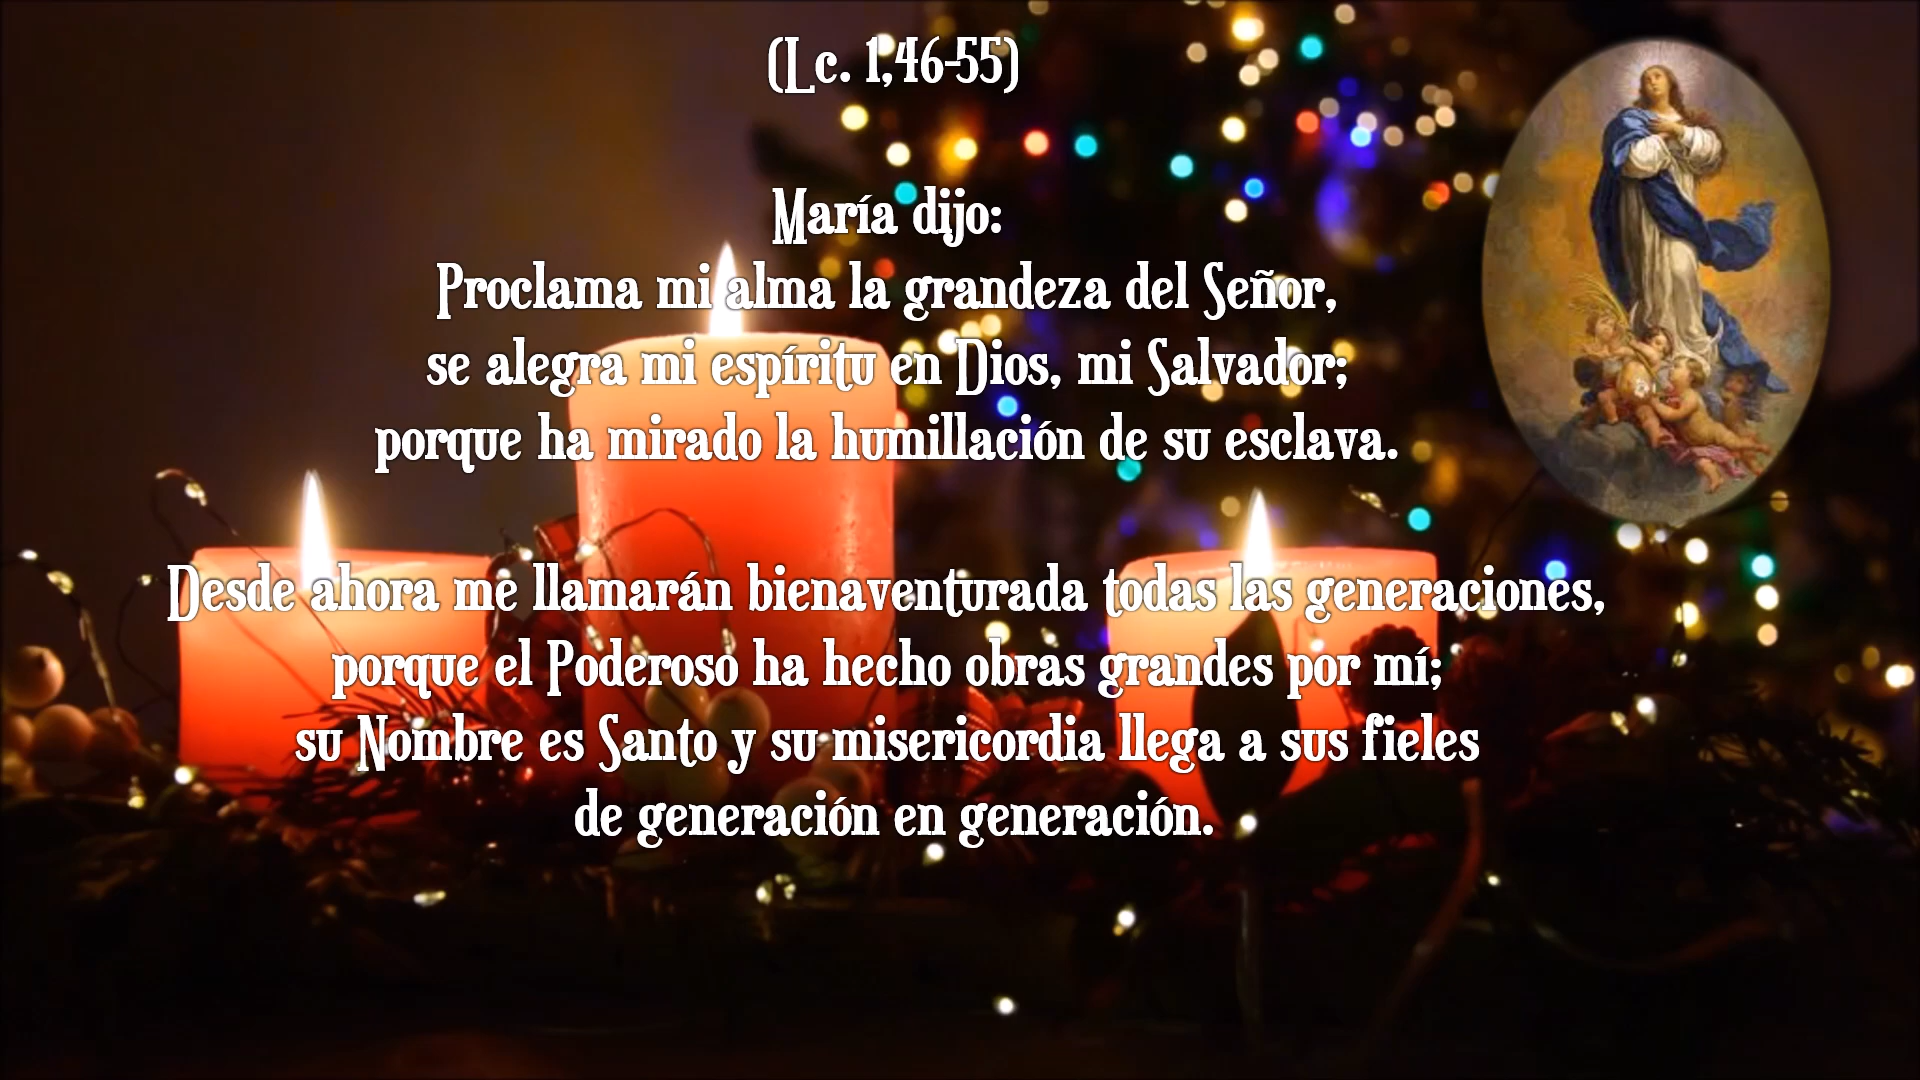 (Lc. 1,46-55)
María dijo:
Proclama mi alma la grandeza del Señor,
se alegra mi espíritu en Dios, mi Salvador;
porque ha mirado la humillación de su esclava.
Desde ahora me llamarán bienaventurada todas las generaciones,
porque el Poderoso ha hecho obras grandes por mí;
su Nombre es Santo y su misericordia llega a sus fieles
de generación en generación.